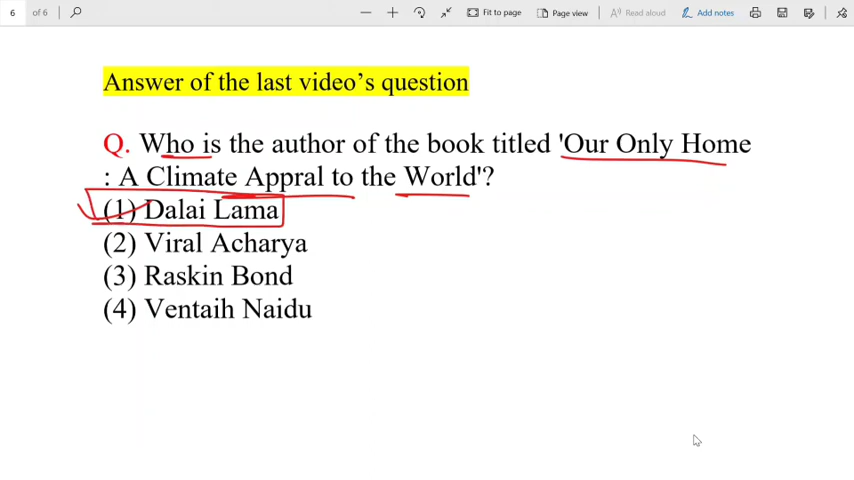 6 of 6 Fit to page Page view Read aloud Add notes
Answer of the last video's question
Q. Who is the author of the book titled 'Our Only Home
: A Climate Appral to the World'?
(1) Dalai Lama
(2) Viral Acharya
(3) Raskin Bond
(4) Ventaih Naidu